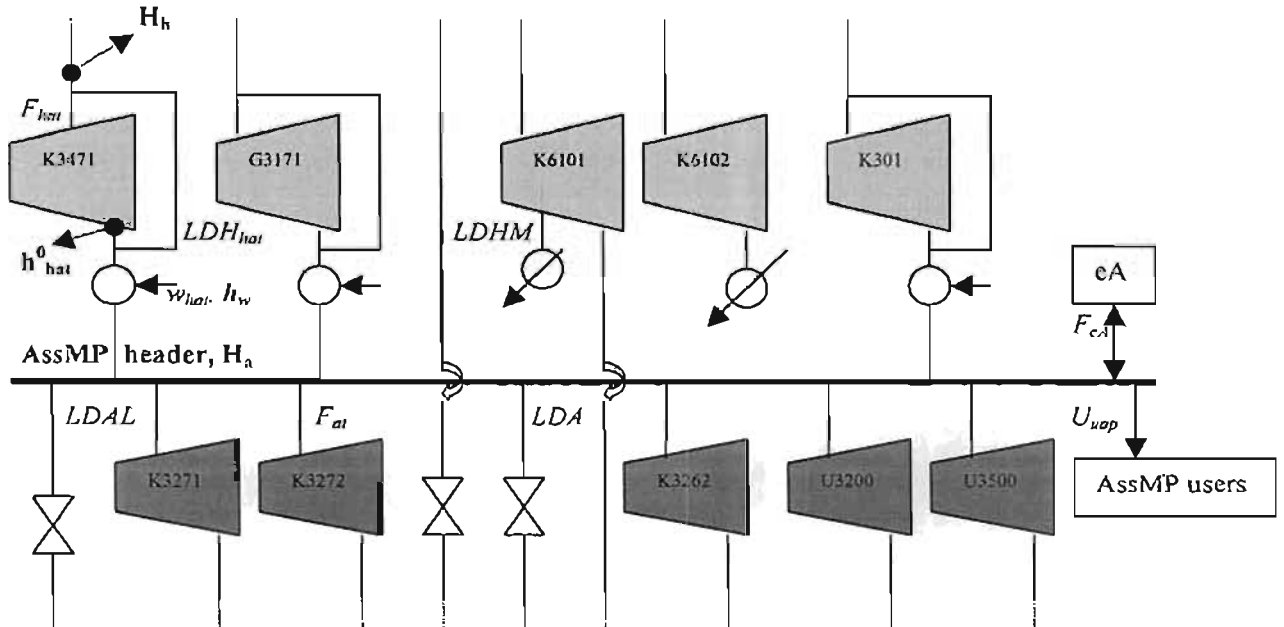 H_h
F_hat
K3471
G3171
K6101
K6102
K301
LDH_hat
LDHM
h^0_hat
w_hat, h_w
eA
F_eA
AssMP header, H_a
LDAL
F_at
LDA
U_uap
K3271
K3272
K3262
U3200
U3500
AssMP users